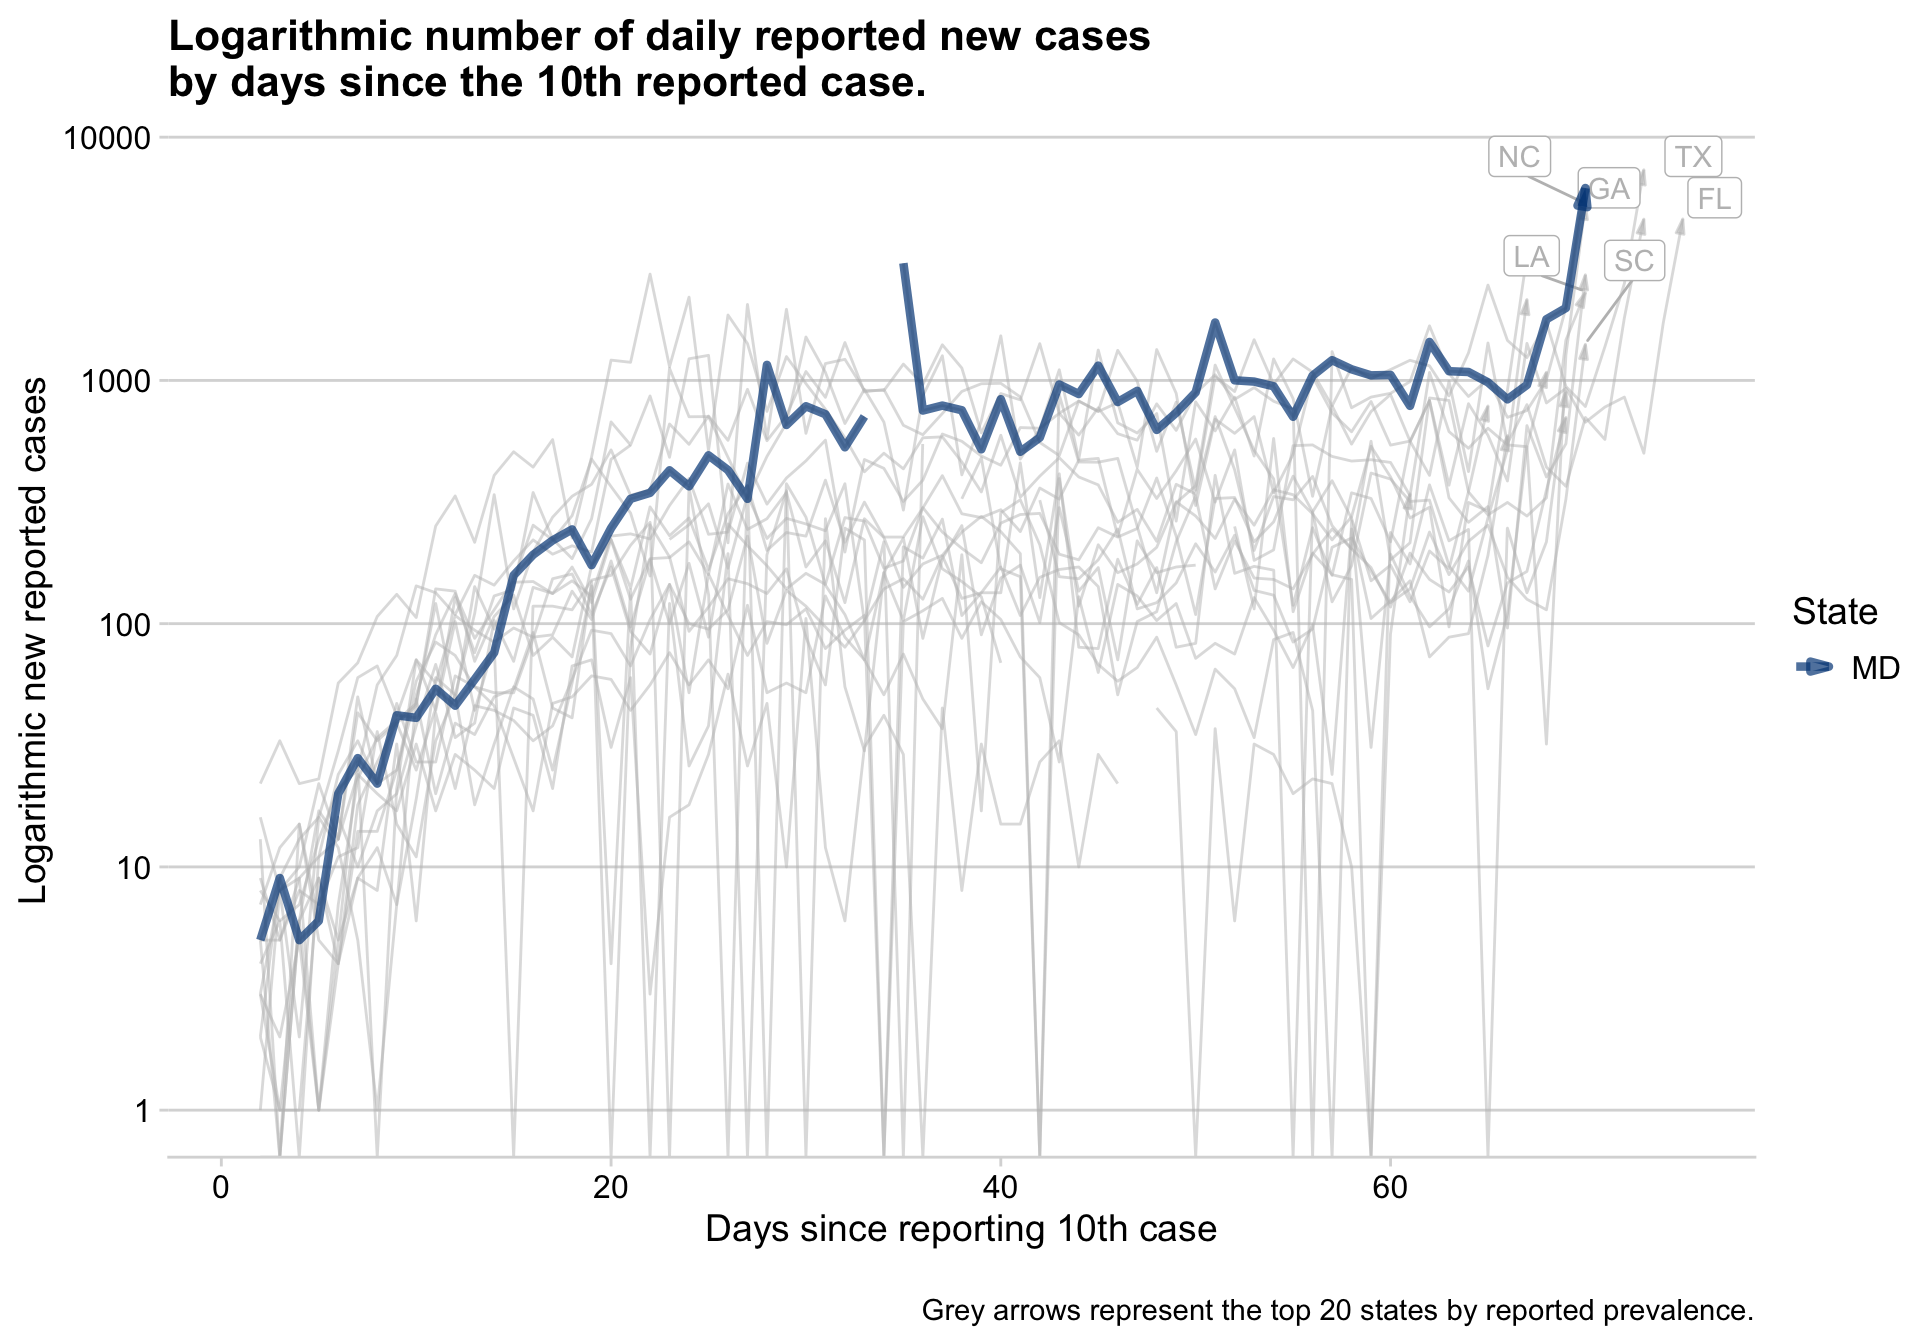 Logarithmic number of daily reported new cases
by days since the 10th reported case.
Logarithmic new reported cases
10000
1000
100
10
1
NC
GA
TX
FL
LA
SC
0
20
40
60
Days since reporting 10th case
State
MD
Grey arrows represent the top 20 states by reported prevalence.